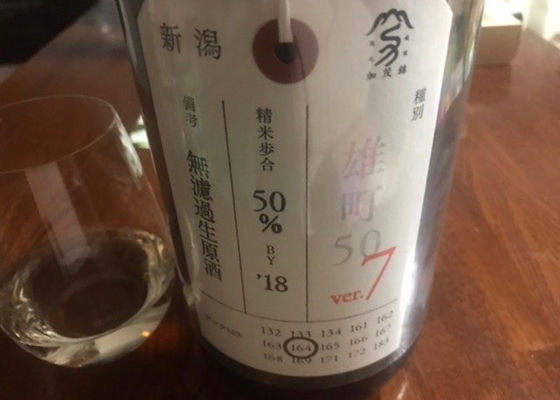 新潟
加茂錦
種別
雄町
50
ver.7
精米歩合
50
%
BY
'18
備考
無濾過生原酒
132 133 134 161 162
163 164 165 166 167
168 169 171 172 183